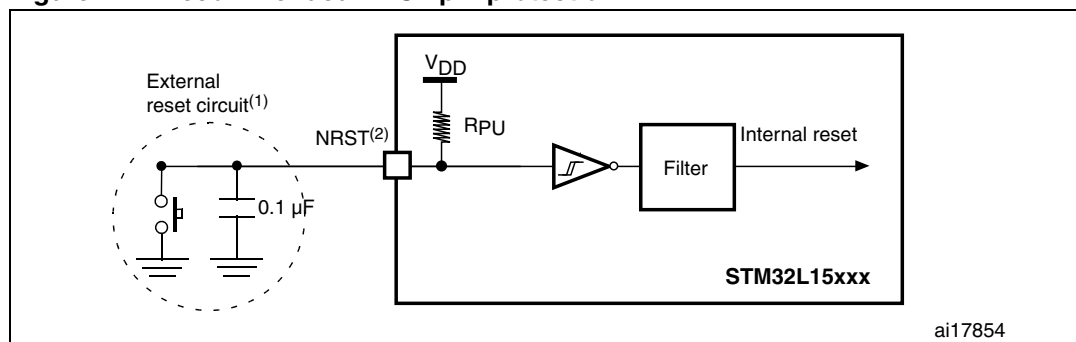 VDD
External
reset circuit(1)
NRST(2)
RPU
Internal reset
Filter
0.1 µF
STM32L15xxx
ai17854